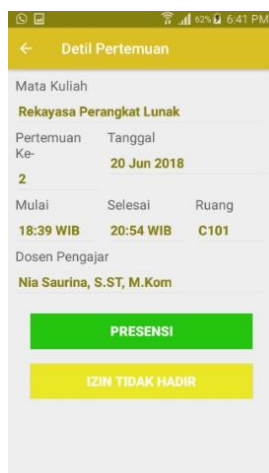 62% 6:41 PM
Detil Pertemuan
Mata Kuliah
Rekayasa Perangkat Lunak
Pertemuan Ke-
Tanggal
2
20 Jun 2018
Mulai Selesai Ruang
18:39 WIB 20:54 WIB C101
Dosen Pengajar
Nia Saurina, S.ST, M.Kom
PRESENSI
IZIN TIDAK HADIR